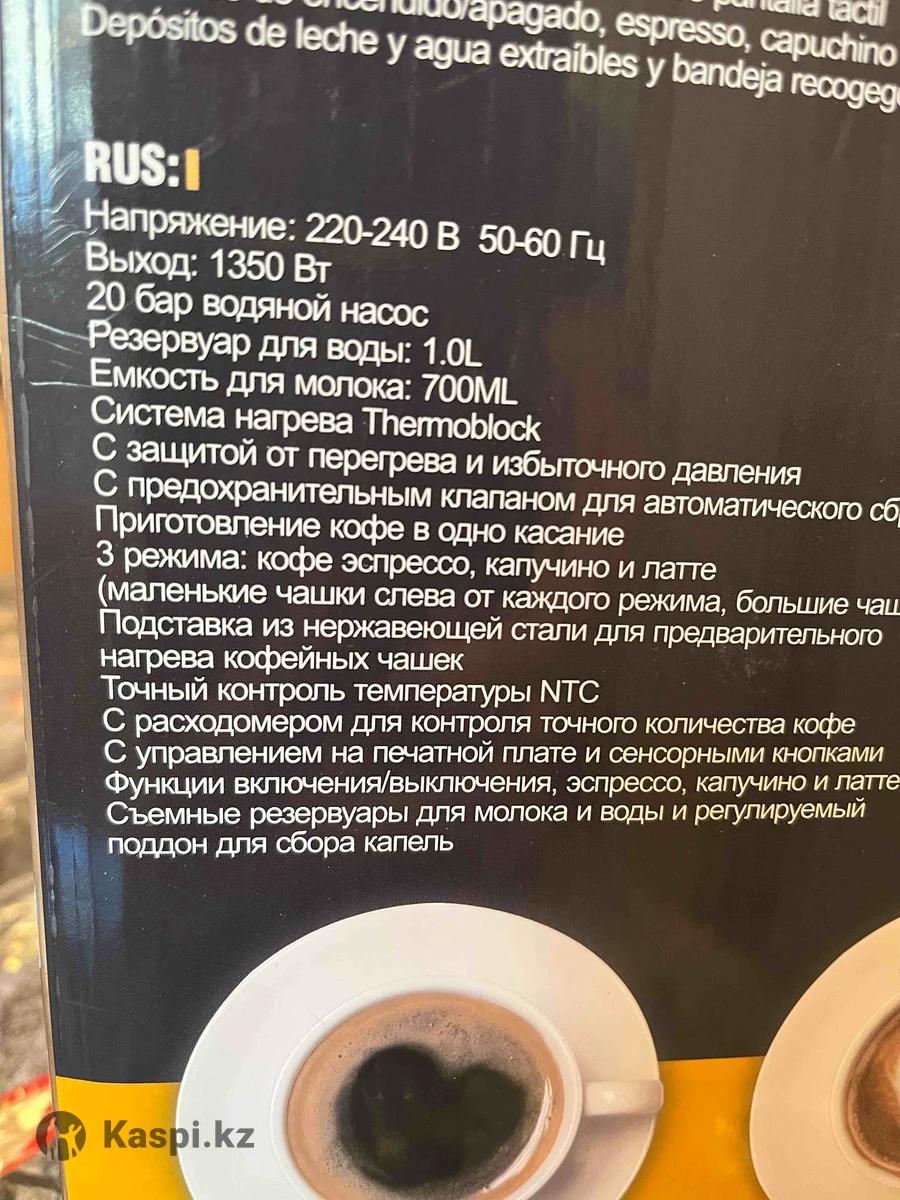 encendido/apagado, espresso, capuchino
Depósitos de leche y agua extraíbles y bandeja
RUS:
Напряжение: 220-240 В 50-60 Гц
Выход: 1350 Вт
20 бар водяной насос
Резервуар для воды: 1.0L
Емкость для молока: 700ML
Система нагрева Thermoblock
С защитой от перегрева и избыточного давления
С предохранительным клапаном для автоматического
Приготовление кофе в одно касание
3 режима: кофе эспрессо, капучино и латте
(маленькие чашки слева от каждого режима, большие
Подставка из нержавеющей стали для предварительного
нагрева кофейных чашек
Точный контроль температуры NTC
С расходомером для контроля точного количества кофе
С управлением на печатной плате и сенсорными кнопками
Функции включения/выключения, эспрессо, капучино и латте
Съемные резервуары для молока и воды и регулируемый
поддон для сбора капель
Kaspi.kz